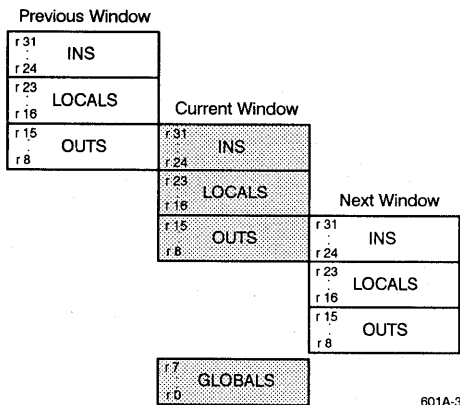 Previous Window
r 31
INS
r 24
r 23
LOCALS
r 16
r 15
OUTS
r 8
Current Window
r 31
INS
r 24
r 23
LOCALS
r 16
r 15
OUTS
r 8
Next Window
r 31
INS
r 24
r 23
LOCALS
r 16
r 15
OUTS
r 8
r 7
GLOBALS
r 0
601A-3